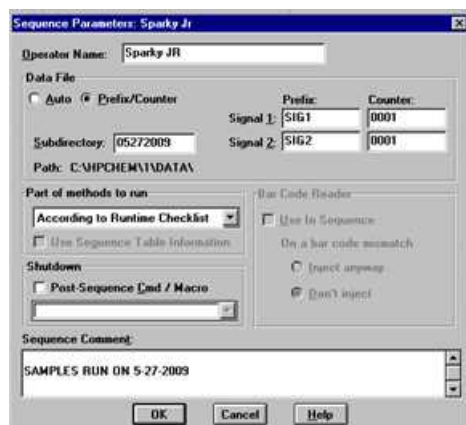 Sequence Parameters: Sparky Jr
Operator Name: Sparky JR
Data File
Auto Prefix/Counter
Prefix: Counter:
Signal 1: SIG1 0001
Subdirectory: 05272009 Signal 2: SIG2 0001
Path: C:\HPCHEM\1\DATA\
Part of methods to run
According to Runtime Checklist
Use Sequence Table Information
Bar Code Reader
Use In Sequence
On a bar code mismatch
Inject anyway
Don't inject
Shutdown
Post-Sequence Cmd / Macro
Sequence Comment:
SAMPLES RUN ON 5-27-2009
OK Cancel Help